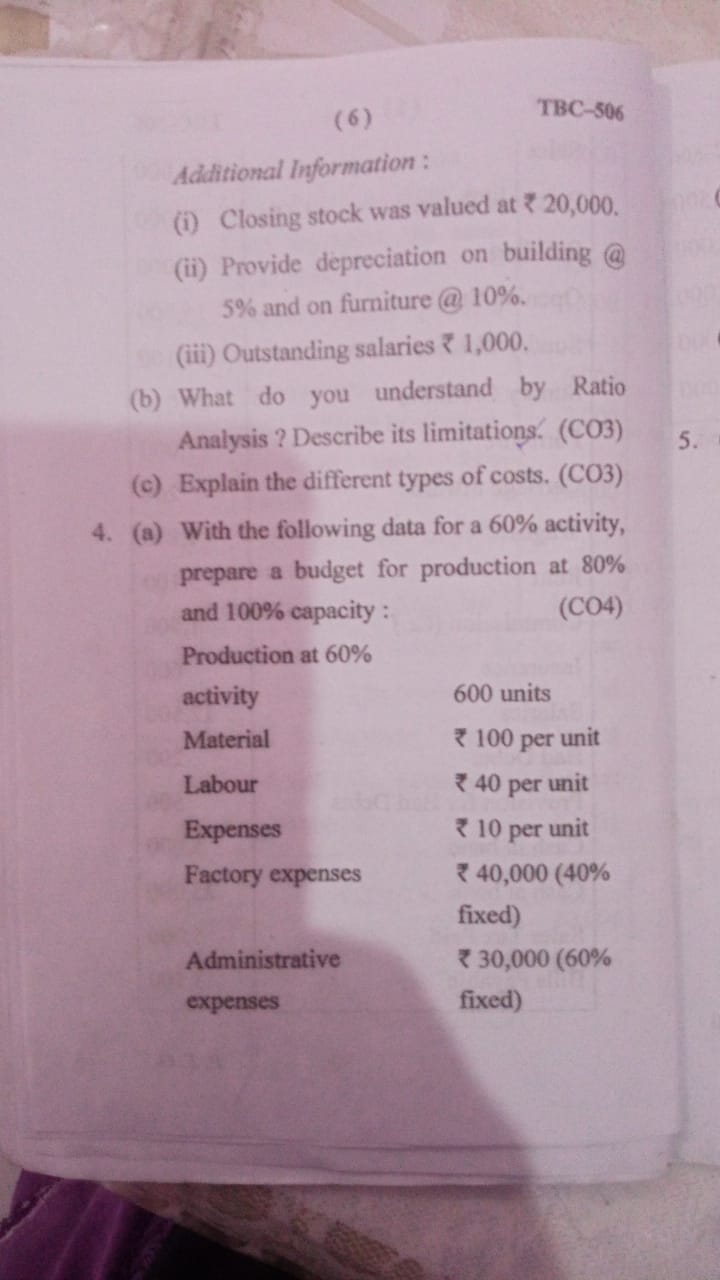 (6)
TBC–506
Additional Information :
(i) Closing stock was valued at ₹ 20,000.
(ii) Provide depreciation on building @
5% and on furniture @ 10%.
(iii) Outstanding salaries ₹ 1,000.
(b) What do you understand by Ratio
Analysis ? Describe its limitations. (CO3)
(c) Explain the different types of costs. (CO3)
4. (a) With the following data for a 60% activity,
prepare a budget for production at 80%
and 100% capacity : (CO4)
Production at 60%
activity 600 units
Material ₹ 100 per unit
Labour ₹ 40 per unit
Expenses ₹ 10 per unit
Factory expenses ₹ 40,000 (40%
fixed)
Administrative ₹ 30,000 (60%
expenses fixed)
5.